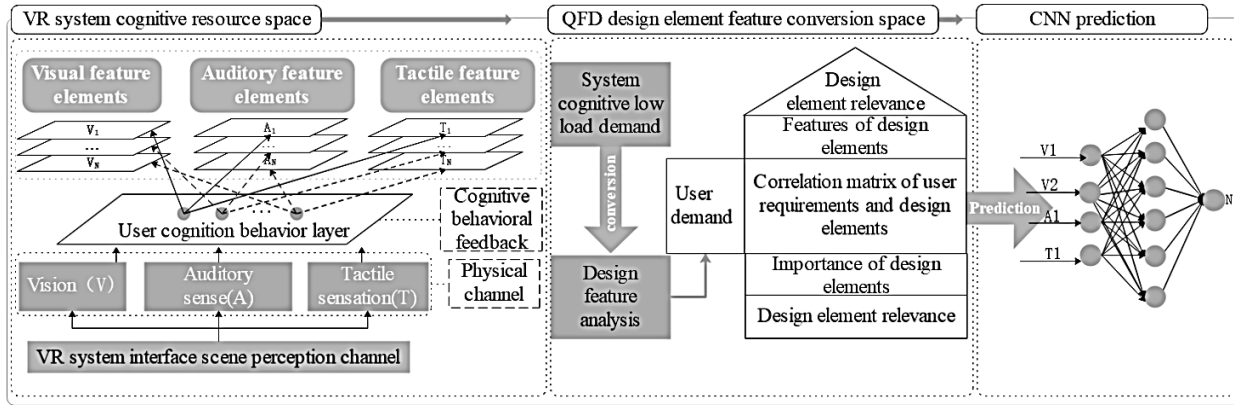 VR system cognitive resource space
QFD design element feature conversion space
CNN prediction
Visual feature
elements
Auditory feature
elements
Tactile feature
elements
V1
...
VN
A1
...
AN
T1
...
TN
...
User cognition behavior layer
Cognitive
behavioral
feedback
Vision（V）
Auditory
sense(A)
Tactile
sensation(T)
Physical
channel
VR system interface scene perception channel
System
cognitive low
load demand
conversion
Design
feature
analysis
User
demand
Design
element relevance
Features of design
elements
Correlation matrix of user
requirements and design
elements
Importance of design
elements
Design element relevance
Prediction
V1
V2
A1
T1
N